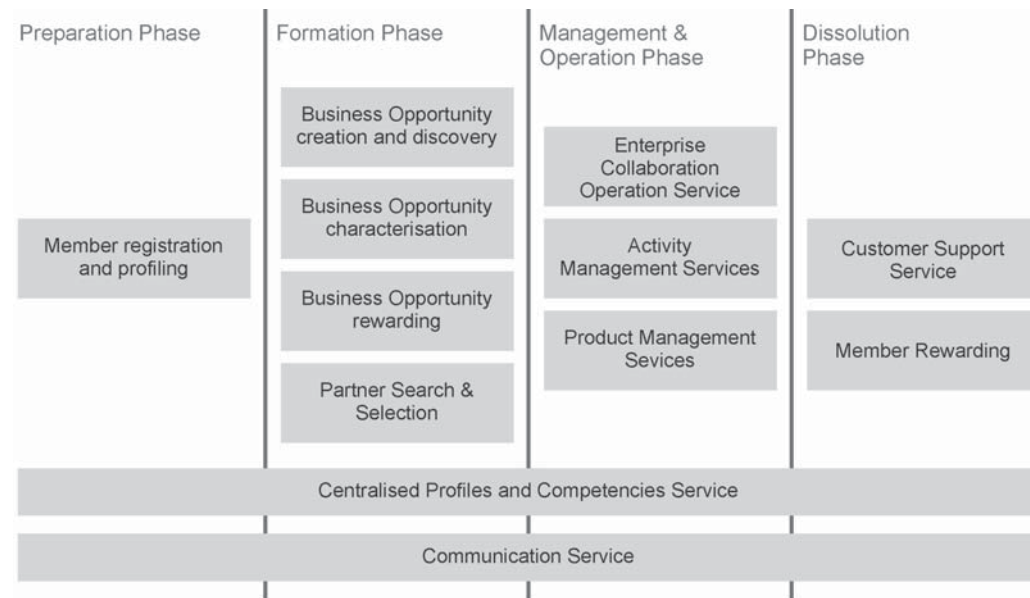 Preparation Phase
Formation Phase
Management &
Operation Phase
Dissolution
Phase
Member registration
and profiling
Business Opportunity
creation and discovery
Business Opportunity
characterisation
Business Opportunity
rewarding
Partner Search &
Selection
Enterprise
Collaboration
Operation Service
Activity
Management Services
Product Management
Sevices
Customer Support
Service
Member Rewarding
Centralised Profiles and Competencies Service
Communication Service